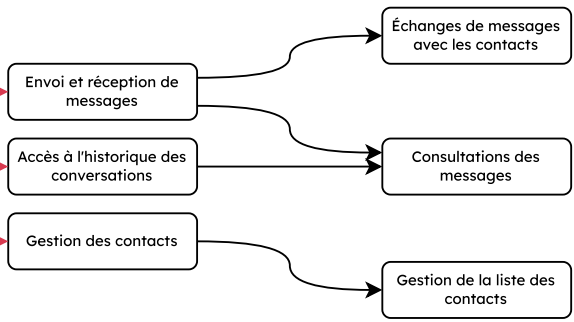 Échanges de messages
avec les contacts
Envoi et réception de
messages
Accès à l'historique des
conversations
Consultations des
messages
Gestion des contacts
Gestion de la liste des
contacts